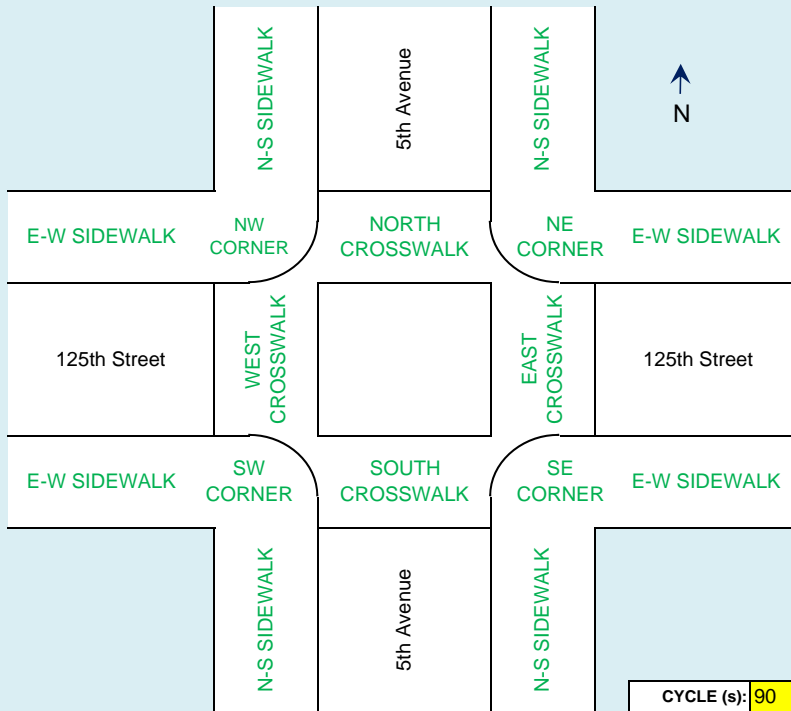 N-S SIDEWALK
5th Avenue
N-S SIDEWALK
N
E-W SIDEWALK
NW
CORNER
NORTH
CROSSWALK
NE
CORNER
E-W SIDEWALK
125th Street
WEST
CROSSWALK
EAST
CROSSWALK
125th Street
E-W SIDEWALK
SW
CORNER
SOUTH
CROSSWALK
SE
CORNER
E-W SIDEWALK
N-S SIDEWALK
5th Avenue
N-S SIDEWALK
CYCLE (s): 90